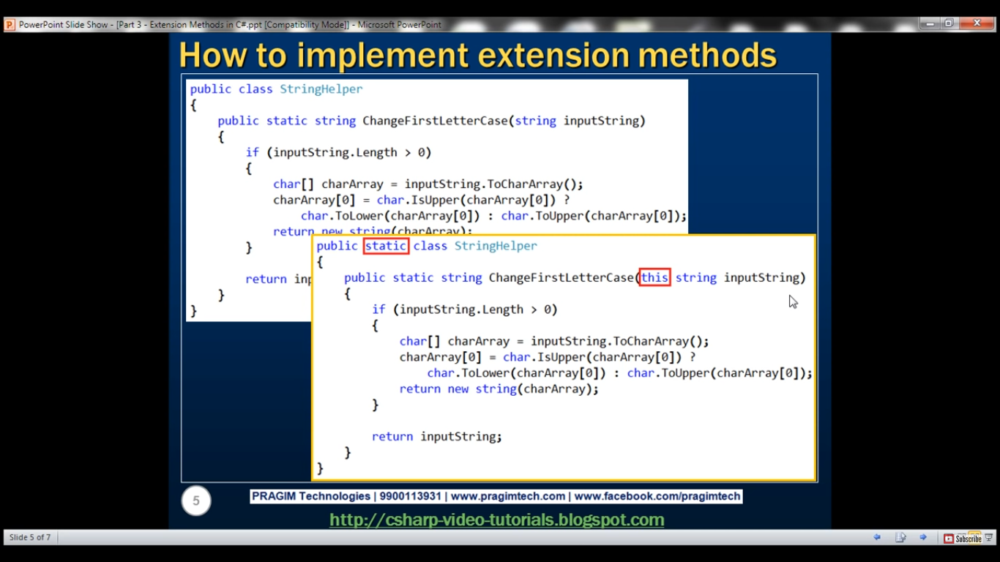 PowerPoint Slide Show - [Part 3 - Extension Methods in C#.ppt [Compatibility Mode]] - Microsoft PowerPoint
How to implement extension methods
public class StringHelper
{
public static string ChangeFirstLetterCase(string inputString)
{
if (inputString.Length > 0)
{
char[] charArray = inputString.ToCharArray();
charArray[0] = char.IsUpper(charArray[0]) ?
char.ToLower(charArray[0]) : char.ToUpper(charArray[0]);
return new string(charArray);
}
return inp
}
}
public static class StringHelper
{
public static string ChangeFirstLetterCase(this string inputString)
{
if (inputString.Length > 0)
{
char[] charArray = inputString.ToCharArray();
charArray[0] = char.IsUpper(charArray[0]) ?
char.ToLower(charArray[0]) : char.ToUpper(charArray[0]);
return new string(charArray);
}
return inputString;
}
}
5
PRAGIM Technologies | 9900113931 | www.pragimtech.com | www.facebook.com/pragimtech
http://csharp-video-tutorials.blogspot.com
Slide 5 of 7
Subscribe